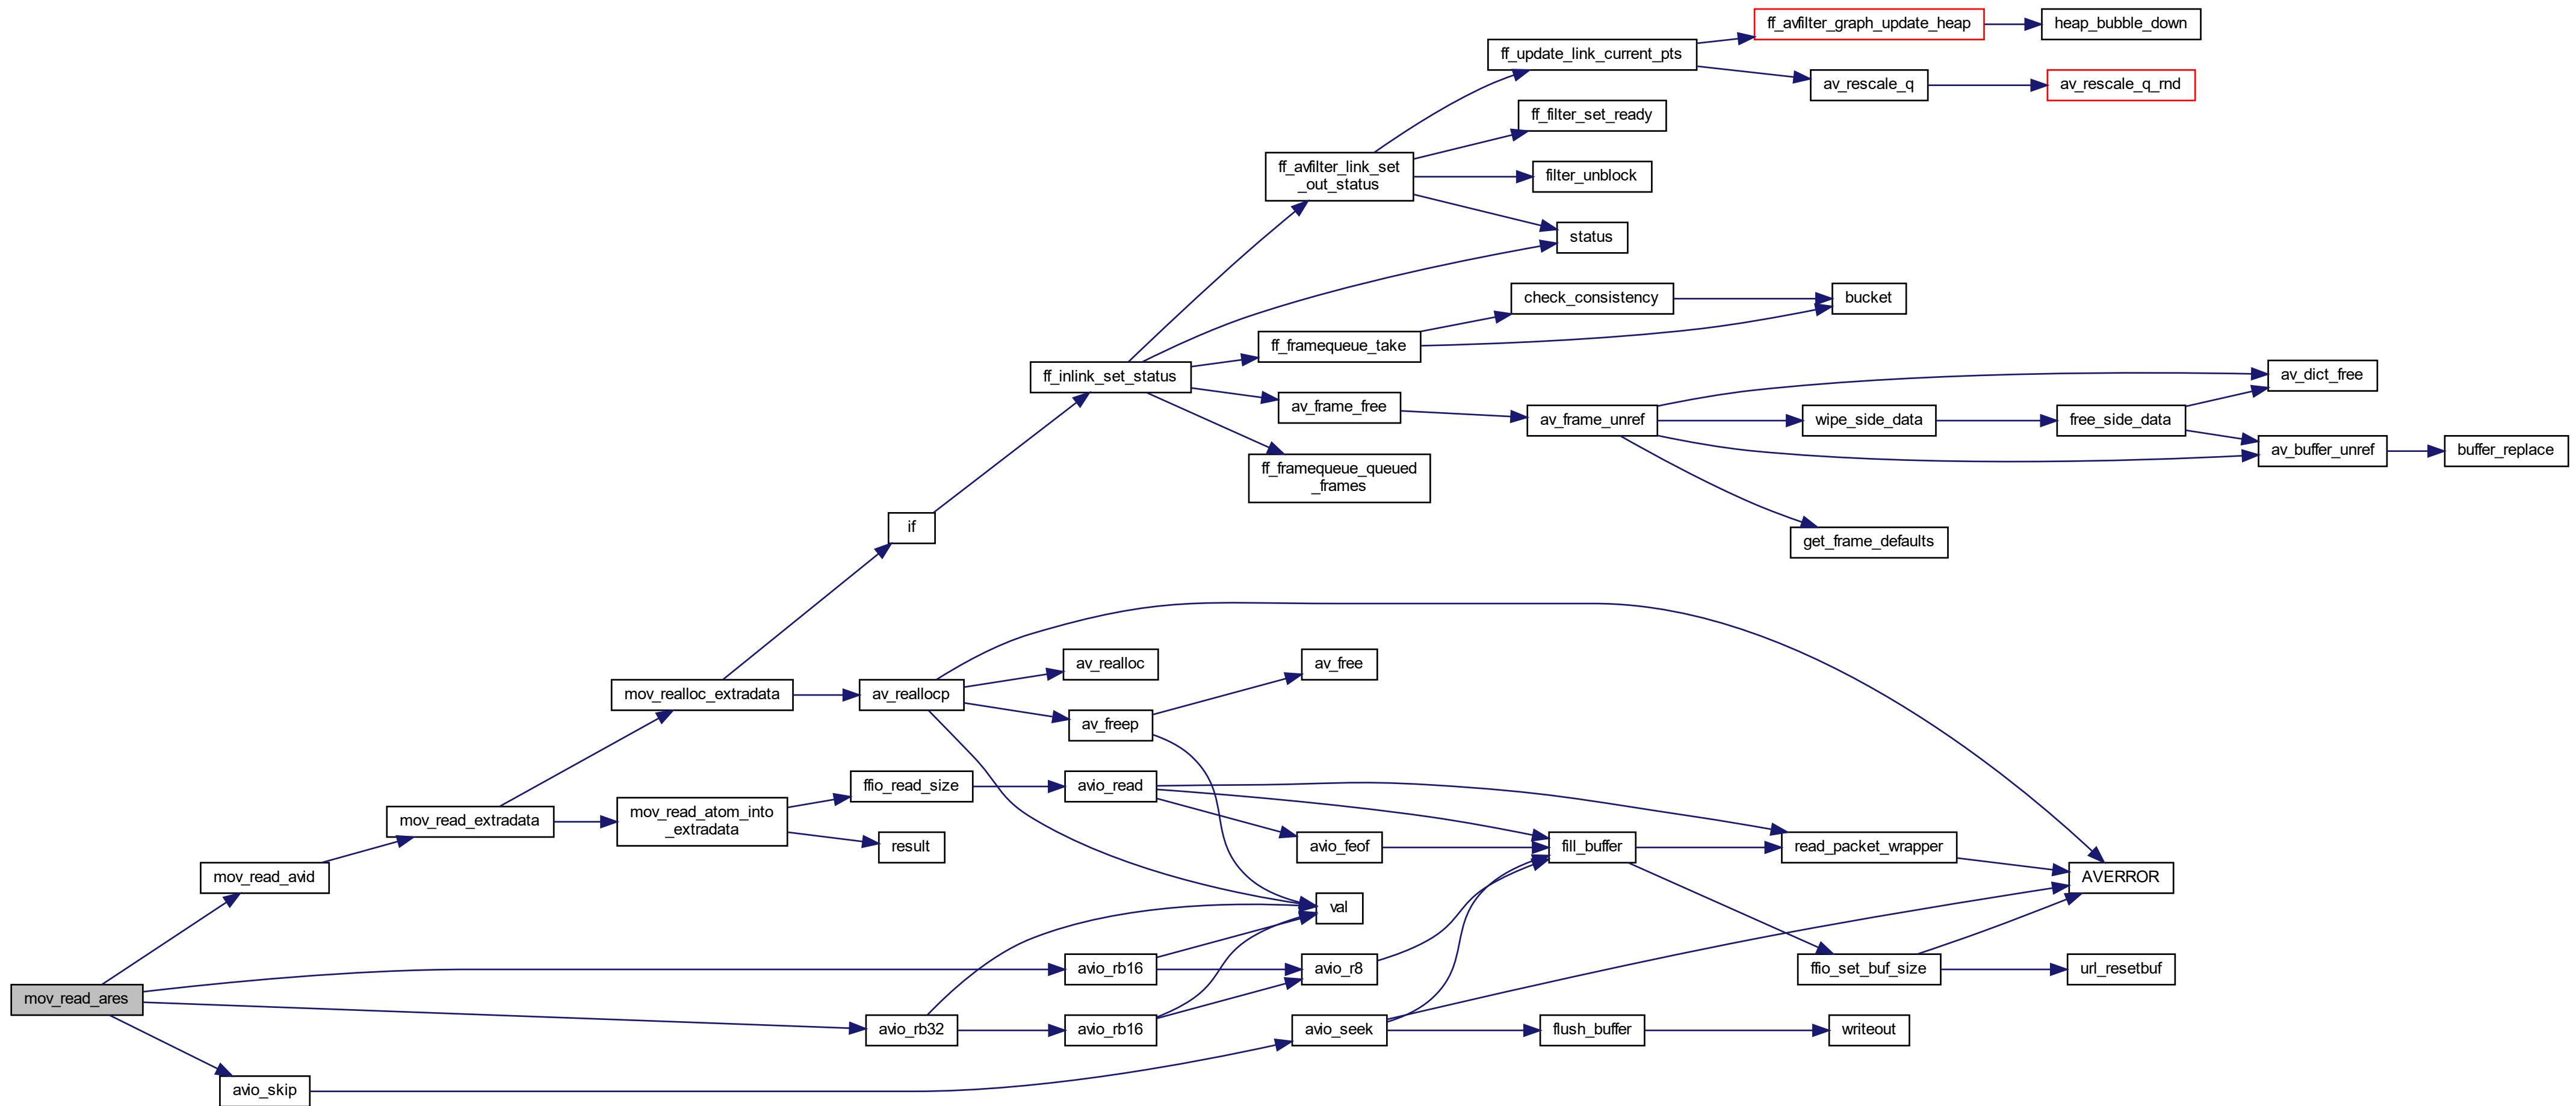 ff_avfilter_graph_update_heap
heap_bubble_down
ff_update_link_current_pts
av_rescale_q
av_rescale_q_rnd
ff_filter_set_ready
ff_avfilter_link_set
_out_status
filter_unblock
status
check_consistency
bucket
ff_framequeue_take
ff_inlink_set_status
av_dict_free
av_frame_free
av_frame_unref
wipe_side_data
free_side_data
av_buffer_unref
buffer_replace
ff_framequeue_queued
_frames
if
get_frame_defaults
av_realloc
av_free
mov_realloc_extradata
av_reallocp
av_freep
ffio_read_size
avio_read
mov_read_extradata
mov_read_atom_into
_extradata
result
avio_feof
fill_buffer
read_packet_wrapper
mov_read_avid
AVERROR
val
avio_rb16
avio_r8
ffio_set_buf_size
url_resetbuf
mov_read_ares
avio_rb32
avio_rb16
avio_seek
flush_buffer
writeout
avio_skip